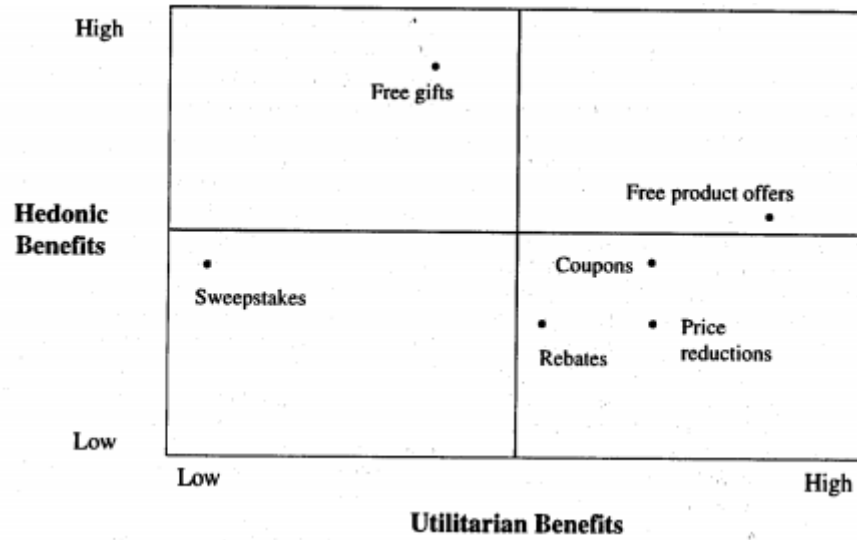 High
Free gifts
Free product offers
Hedonic
Benefits
Coupons
Sweepstakes
Price
reductions
Rebates
Low
Low
High
Utilitarian Benefits